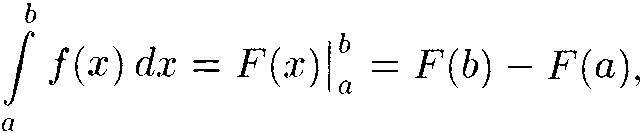 ∫_a^b f(x) dx = F(x)|_a^b = F(b) − F(a),